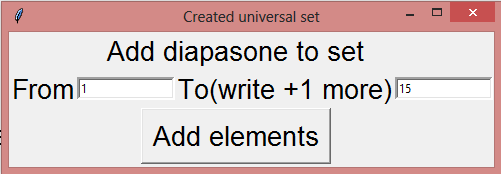 Created universal set
Add diapasone to set
From 1 To(write +1 more) 15
Add elements